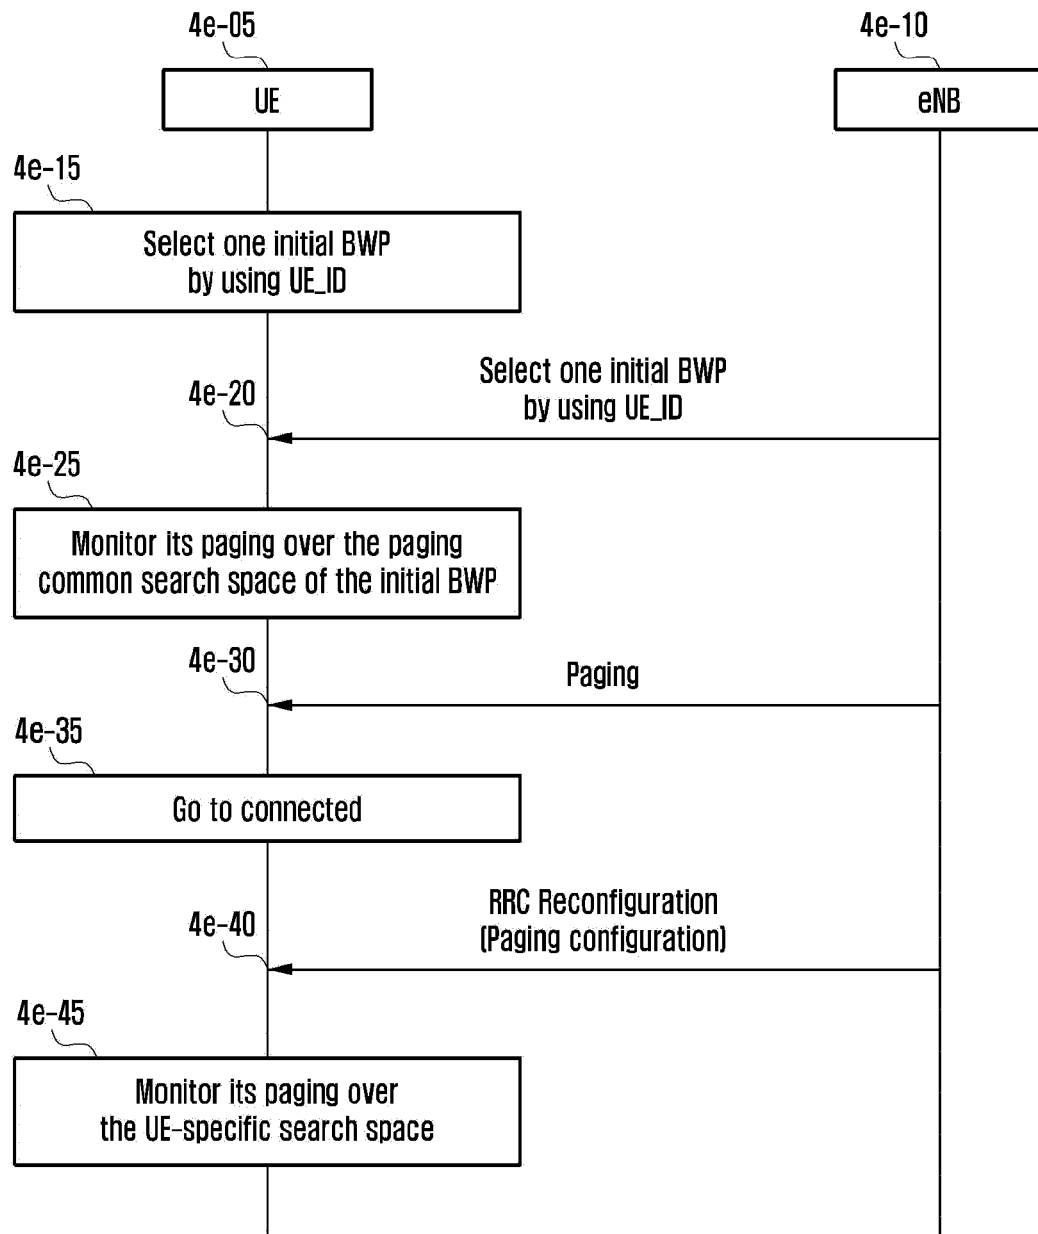 4e-05
4e-10
UE
eNB
4e-15
Select one initial BWP
by using UE_ID
Select one initial BWP
by using UE_ID
4e-20
4e-25
Monitor its paging over the paging
common search space of the initial BWP
4e-30
Paging
4e-35
Go to connected
RRC Reconfiguration
(Paging configuration)
4e-40
4e-45
Monitor its paging over
the UE-specific search space